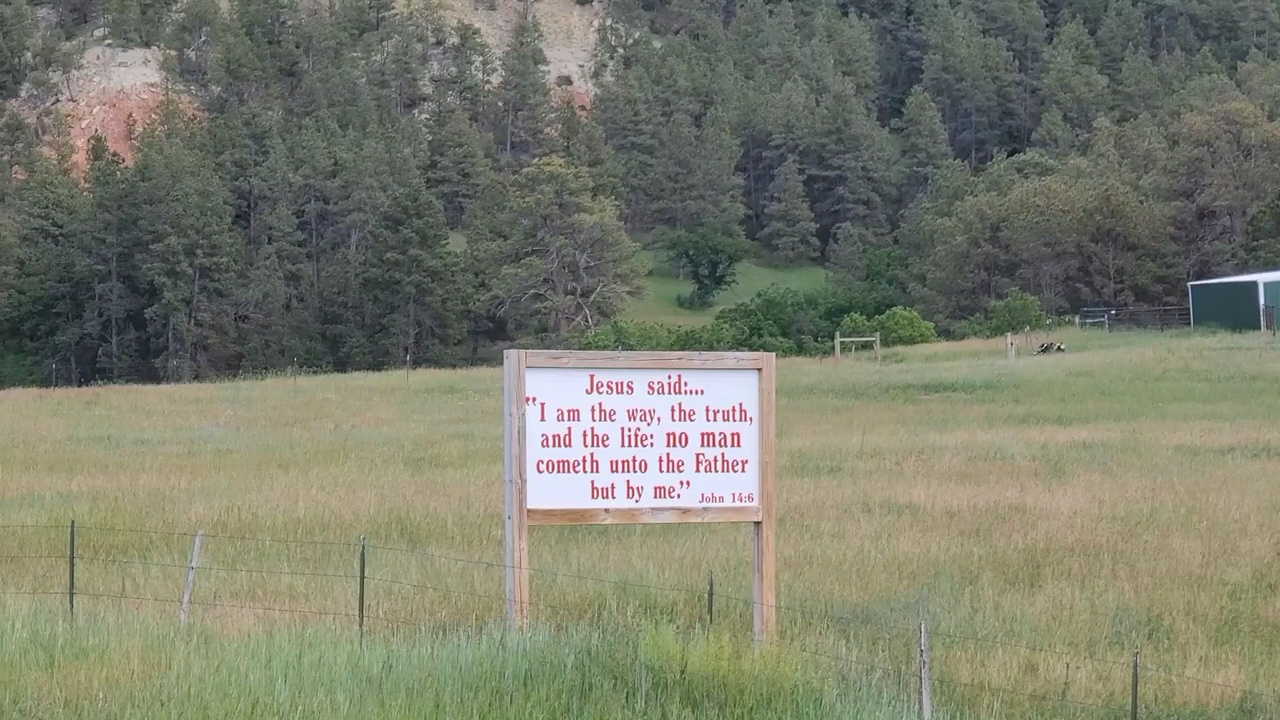 Jesus said:...
“I am the way, the truth,
and the life: no man
cometh unto the Father
but by me.”
John 14:6